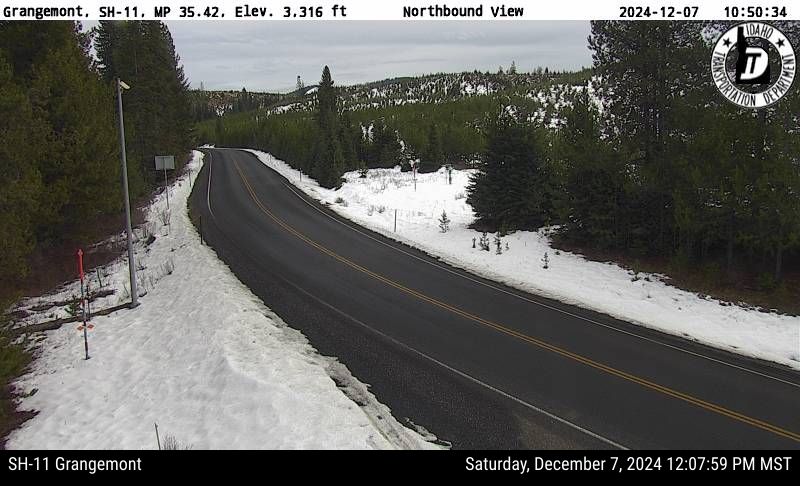 Grangemont, SH-11, MP 35.42, Elev. 3,316 ft Northbound View 2024-12-07 10:50:34
IDAHO
TRANSPORTATION DEPARTMENT
SH-11 Grangemont Saturday, December 7, 2024 12:07:59 PM MST